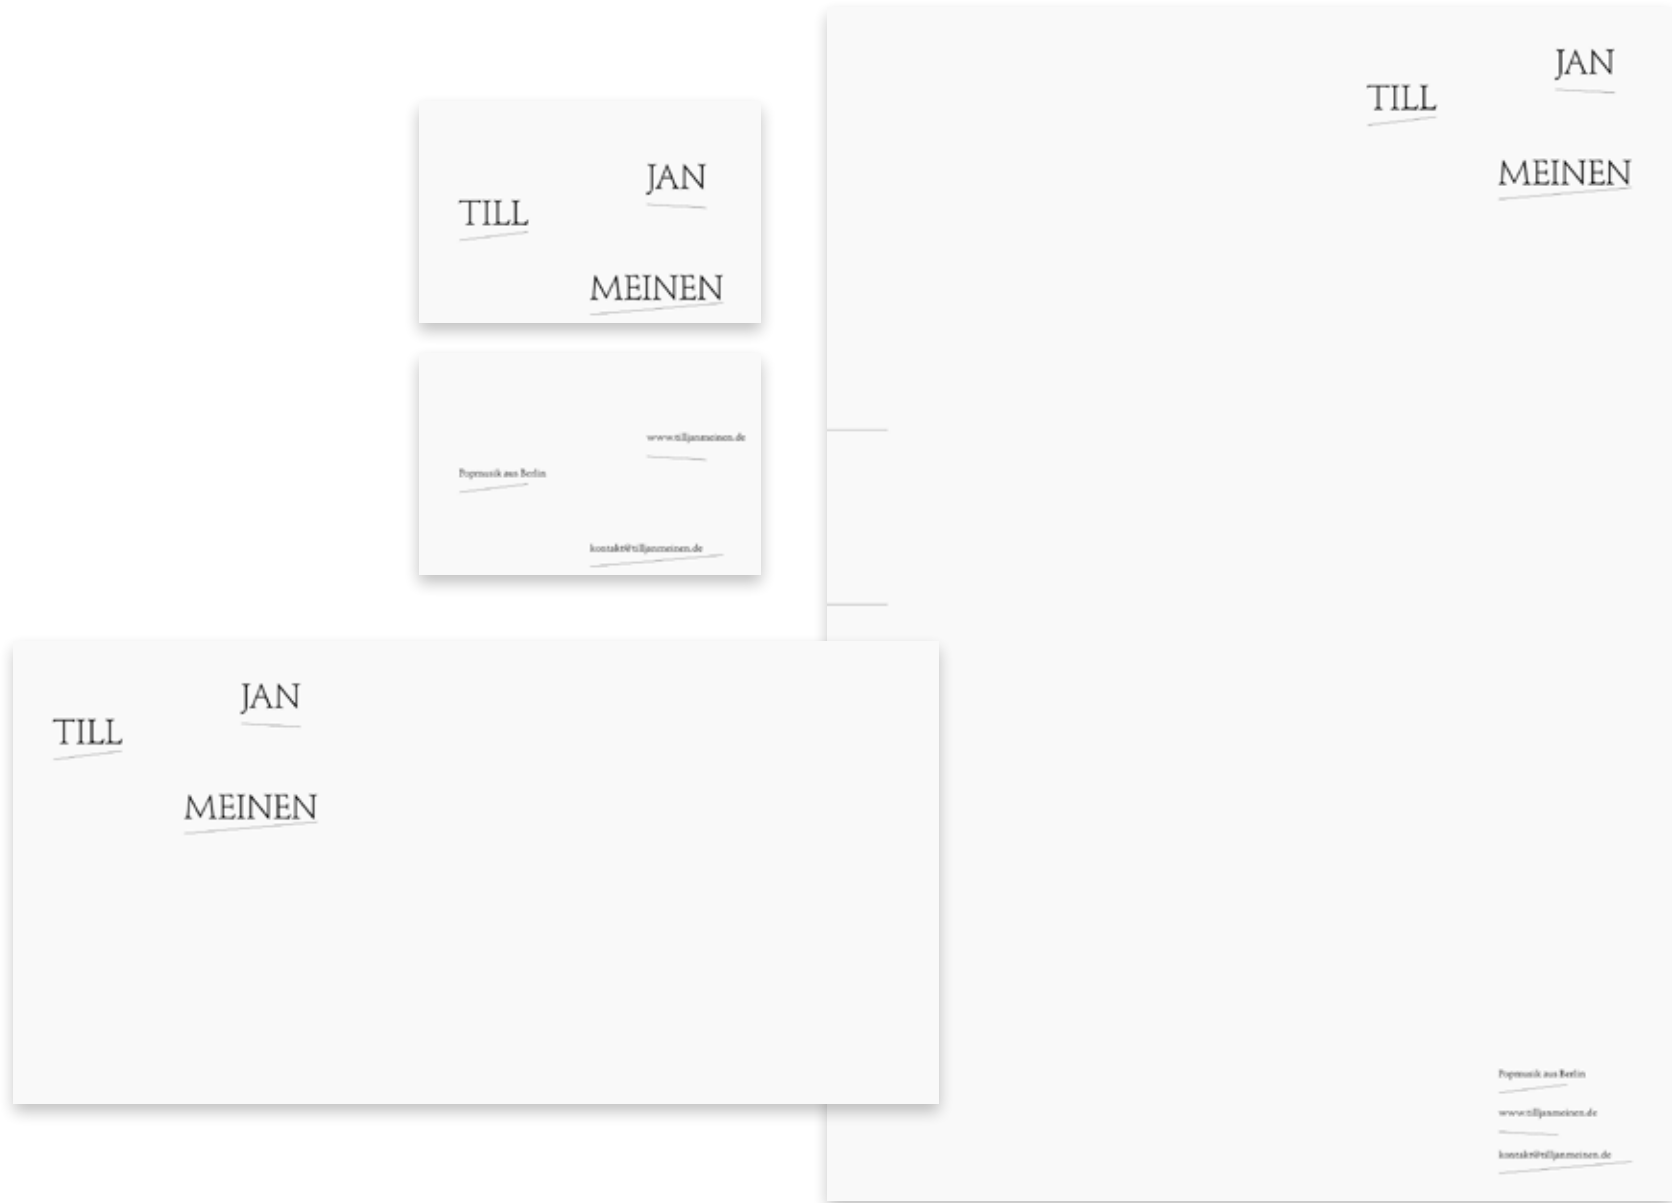 JAN
TILL
MEINEN
www.tilljanmeinen.de
Popmusik aus Berlin
kontakt@tilljanmeinen.de
JAN
TILL
MEINEN
JAN
TILL
MEINEN
Popmusik aus Berlin
www.tilljanmeinen.de
kontakt@tilljanmeinen.de